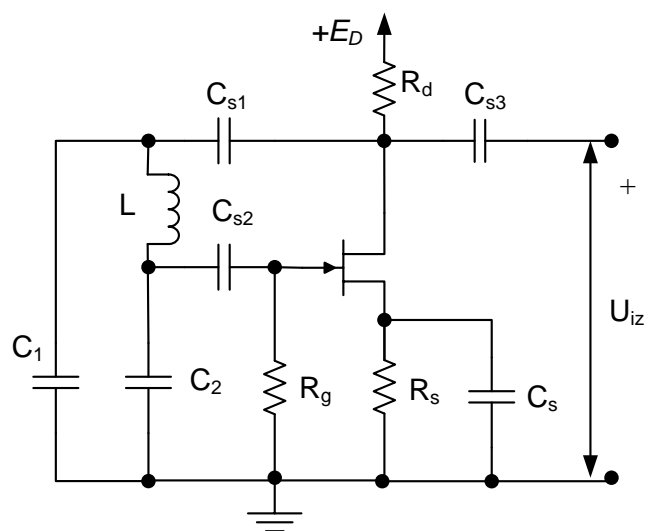 +E_D
R_d
C_s1
C_s3
L
C_s2
+
U_iz
C_1
C_2
R_g
R_s
C_s